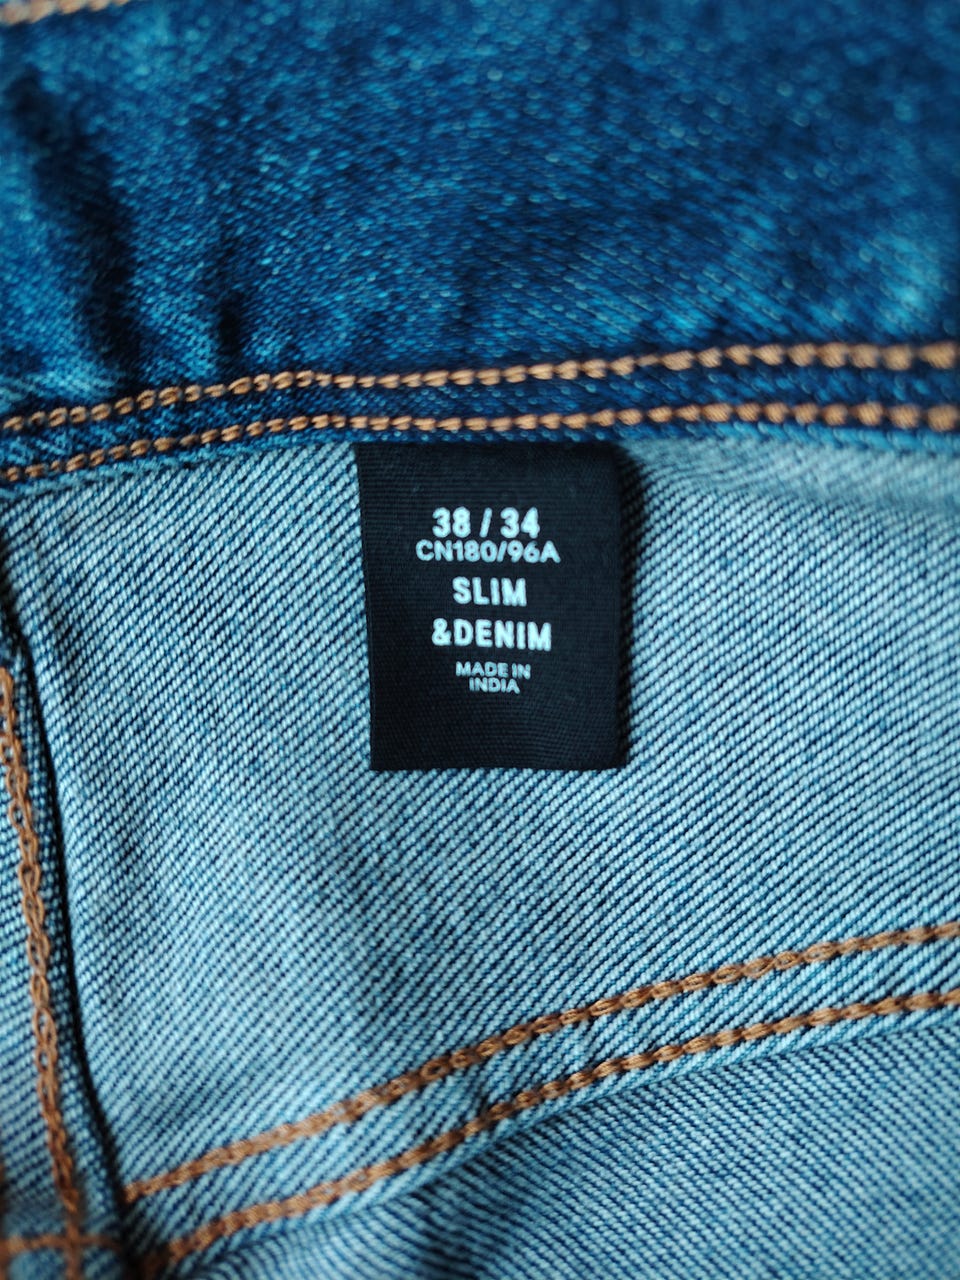 38 / 34
CN180/96A
SLIM
&DENIM
MADE IN
INDIA